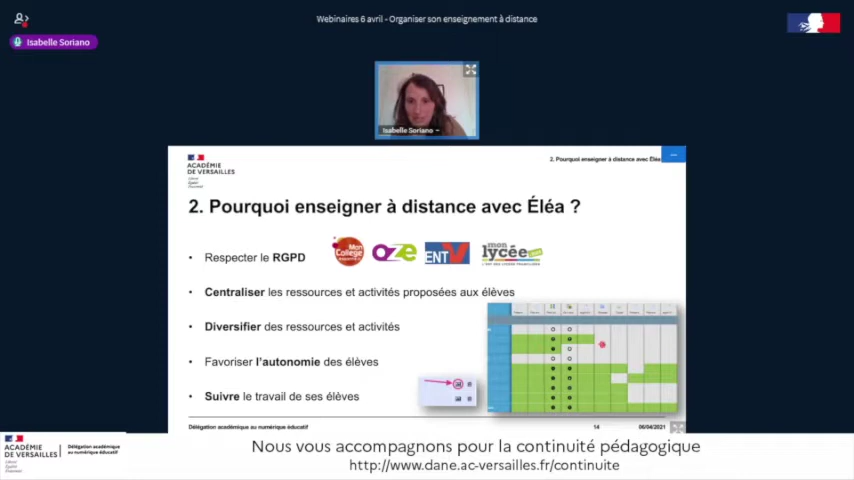 Webinaires 6 avril - Organiser son enseignement à distance
Isabelle Soriano
Isabelle Soriano
ACADÉMIE
DE VERSAILLES
2. Pourquoi enseigner à distance avec Éléa
2. Pourquoi enseigner à distance avec Éléa ?
• Respecter le RGPD
Mon
Collège
oze
ENT
mon
lycée
• Centraliser les ressources et activités proposées aux élèves
• Diversifier des ressources et activités
• Favoriser l'autonomie des élèves
• Suivre le travail de ses élèves
Délégation académique au numérique éducatif
14
06/04/2021
ACADÉMIE
DE VERSAILLES
Délégation académique
au numérique éducatif
Nous vous accompagnons pour la continuité pédagogique
http://www.dane.ac-versailles.fr/continuite